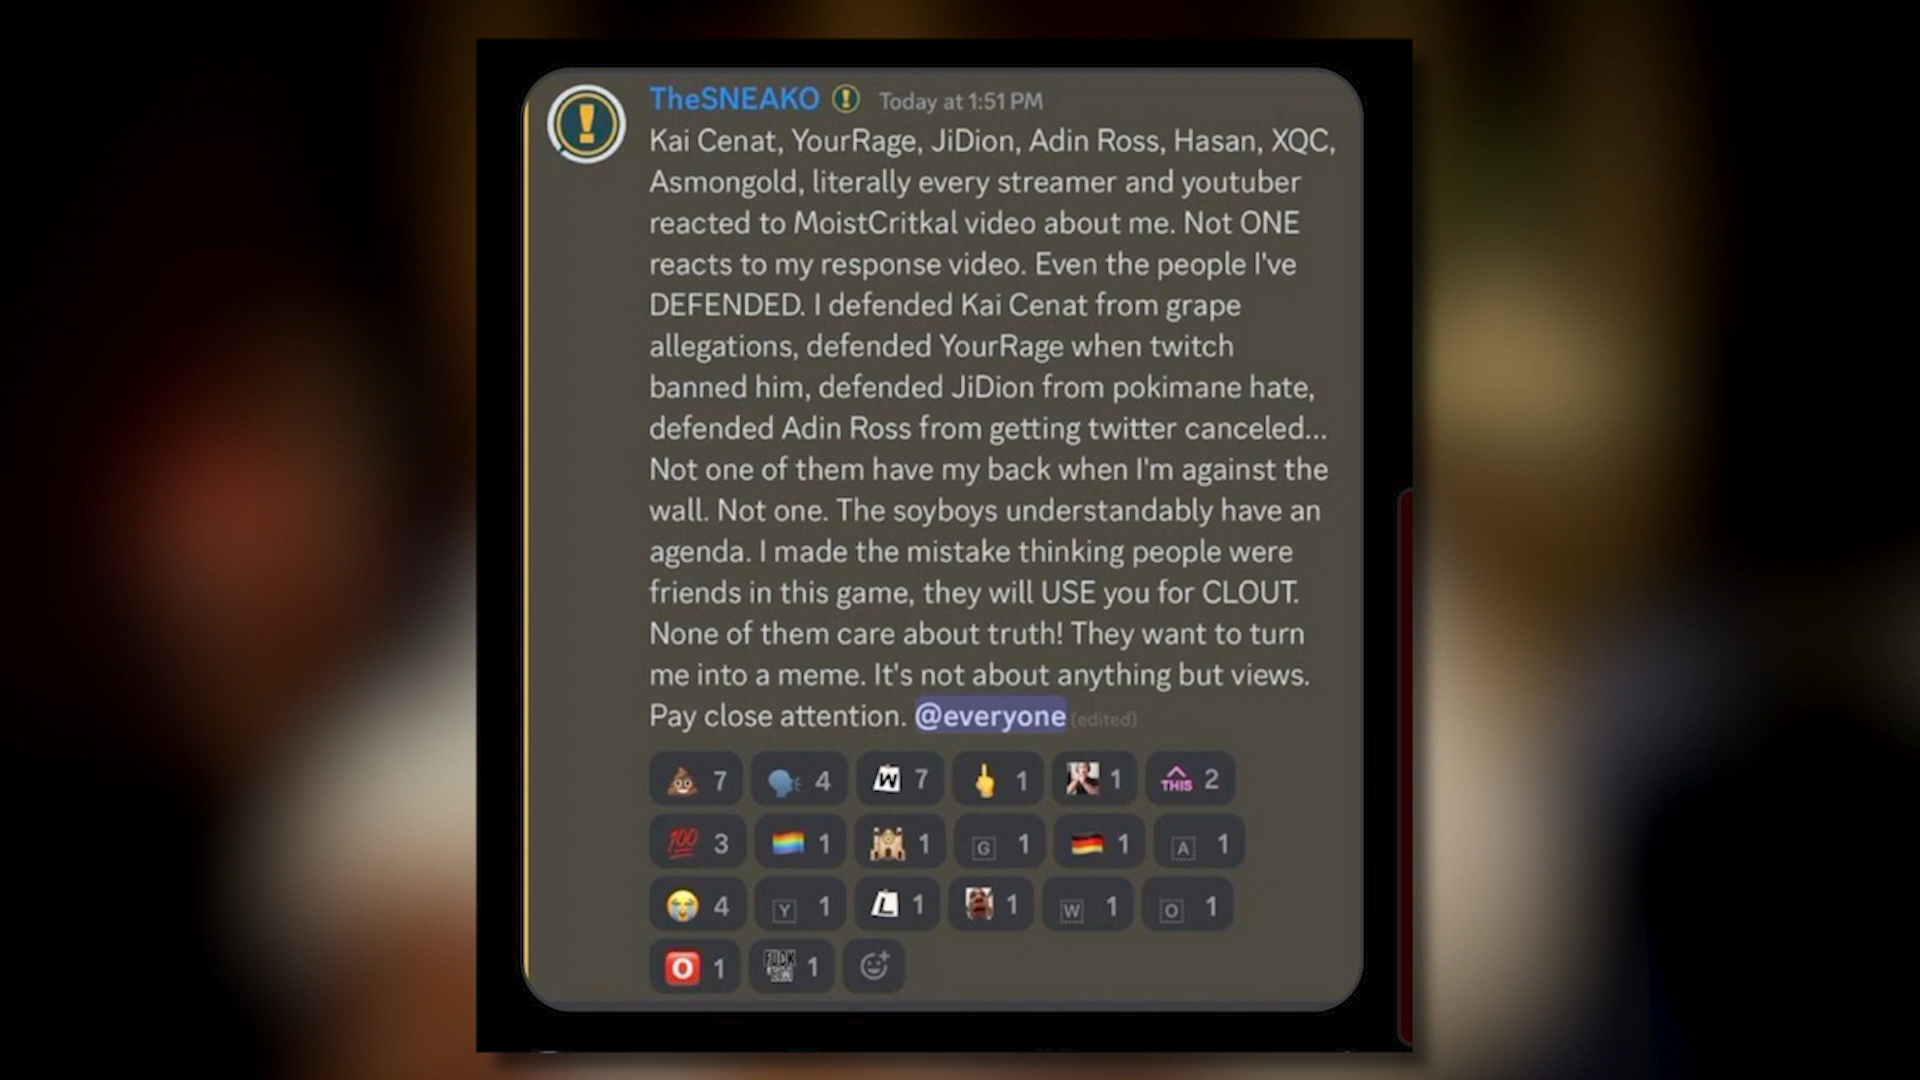 TheSNEAKO Today at 1:51 PM
Kai Cenat, YourRage, JiDion, Adin Ross, Hasan, XQC,
Asmongold, literally every streamer and youtuber
reacted to MoistCritkal video about me. Not ONE
reacts to my response video. Even the people I've
DEFENDED. I defended Kai Cenat from grape
allegations, defended YourRage when twitch
banned him, defended JiDion from pokimane hate,
defended Adin Ross from getting twitter canceled...
Not one of them have my back when I'm against the
wall. Not one. The soyboys understandably have an
agenda. I made the mistake thinking people were
friends in this game, they will USE you for CLOUT.
None of them care about truth! They want to turn
me into a meme. It's not about anything but views.
Pay close attention. @everyone (edited)
7 4 W 7 1 1 THIS 2
100 3 1 1 G 1 1 A 1
4 Y 1 L 1 1 W 1 O 1
O 1 FUCK 1